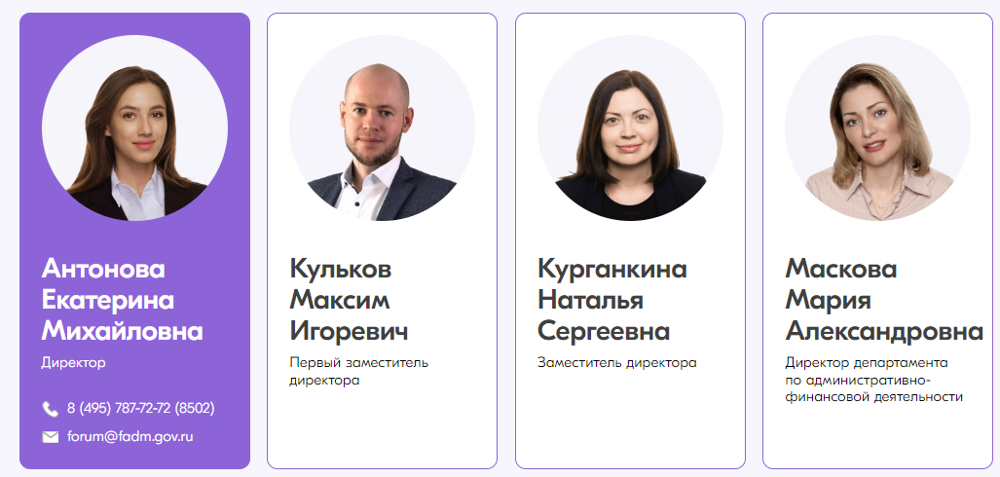 Антонова
Екатерина
Михайловна
Директор
8 (495) 787-72-72 (8502)
forum@fadm.gov.ru
Кульков
Максим
Игоревич
Первый заместитель
директора
Курганкина
Наталья
Сергеевна
Заместитель директора
Маскова
Мария
Александровна
Директор департамента
по административно-
финансовой деятельности